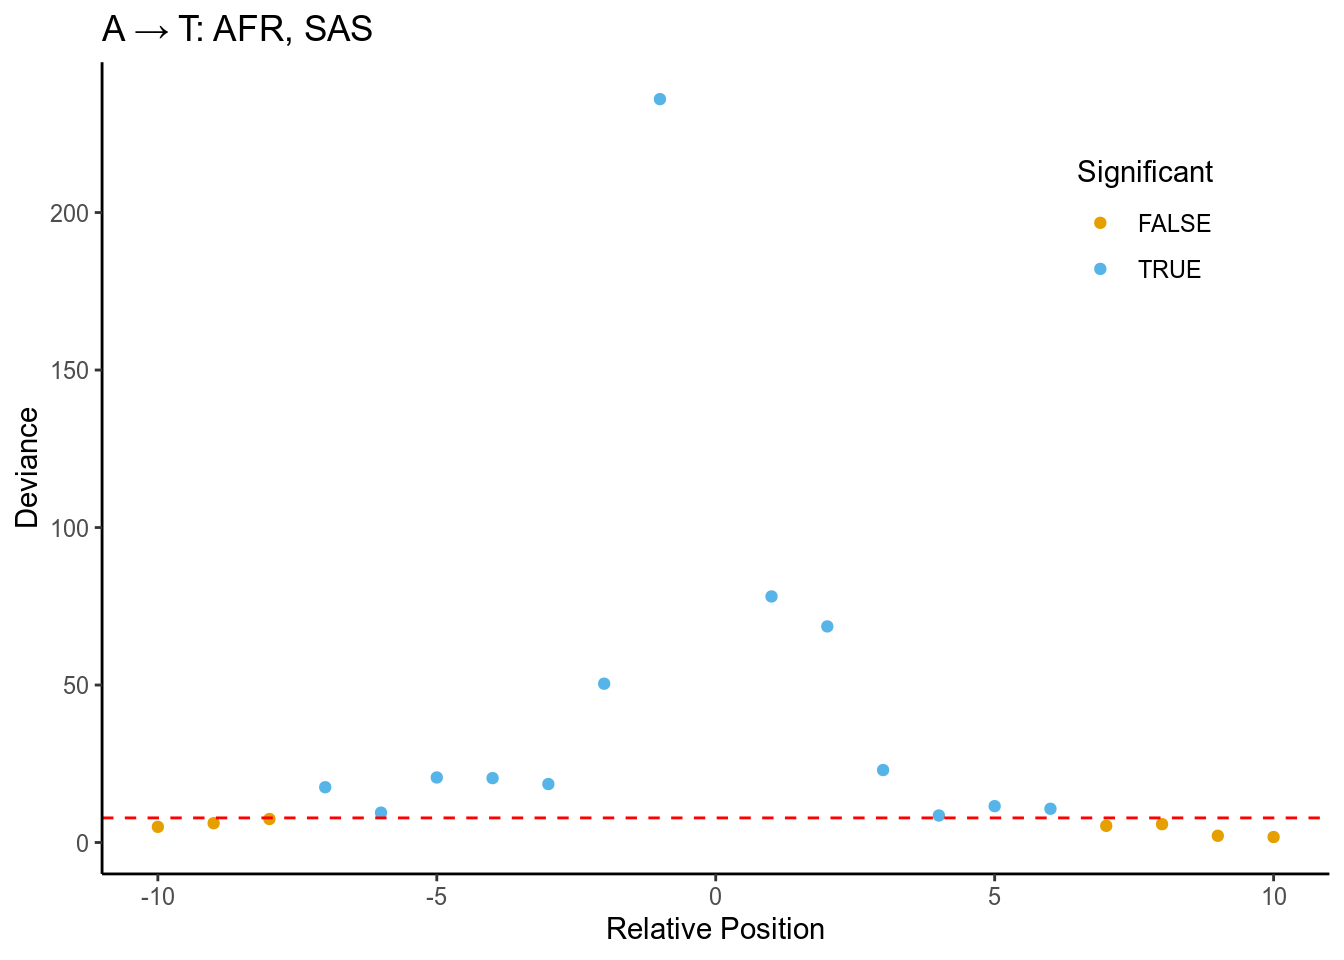 A → T: AFR, SAS
Deviance
200
150
100
50
0
Significant
FALSE
TRUE
-10 -5 0 5 10
Relative Position